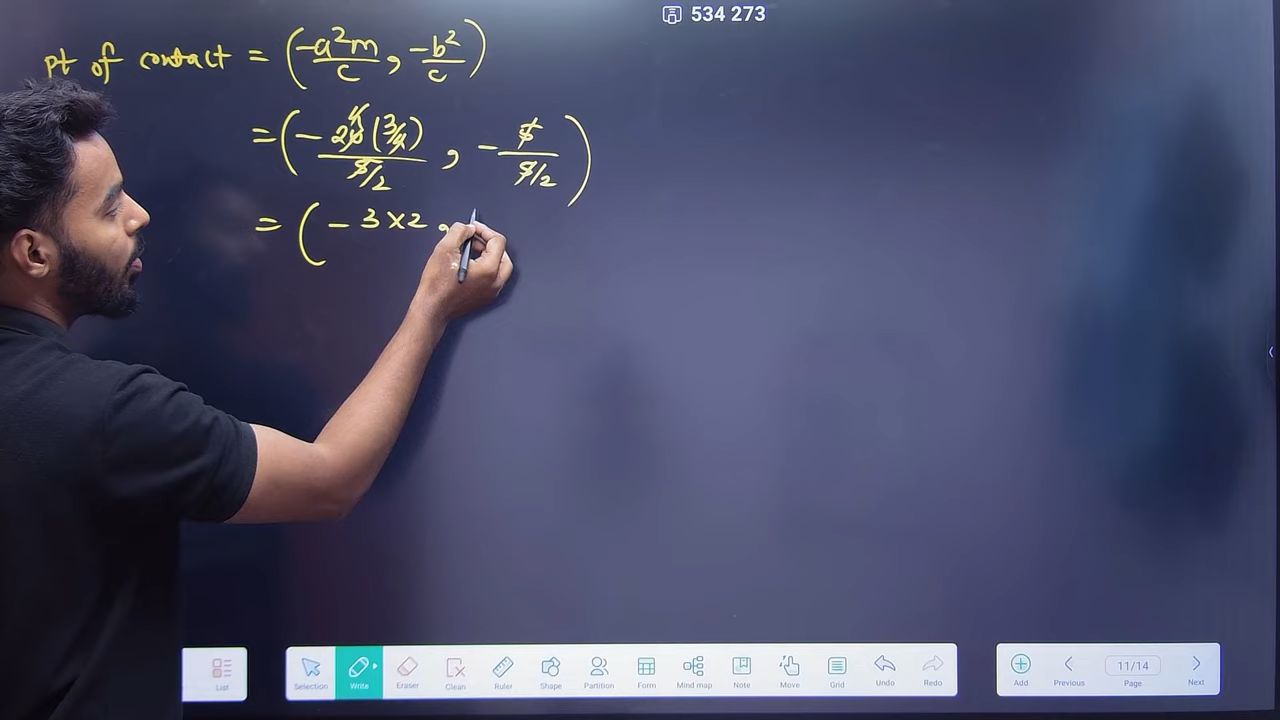 534 273
pt of contact = (-a²m/c, -b²/c)
= (- 20(3/4)/5/2, - 5/5/2)
= (- 3×2,
List
Selection Write Eraser Clean Ruler Shape Partition Form Mind map Note Move Grid Undo Redo
Add Previous 11/14 Page Next